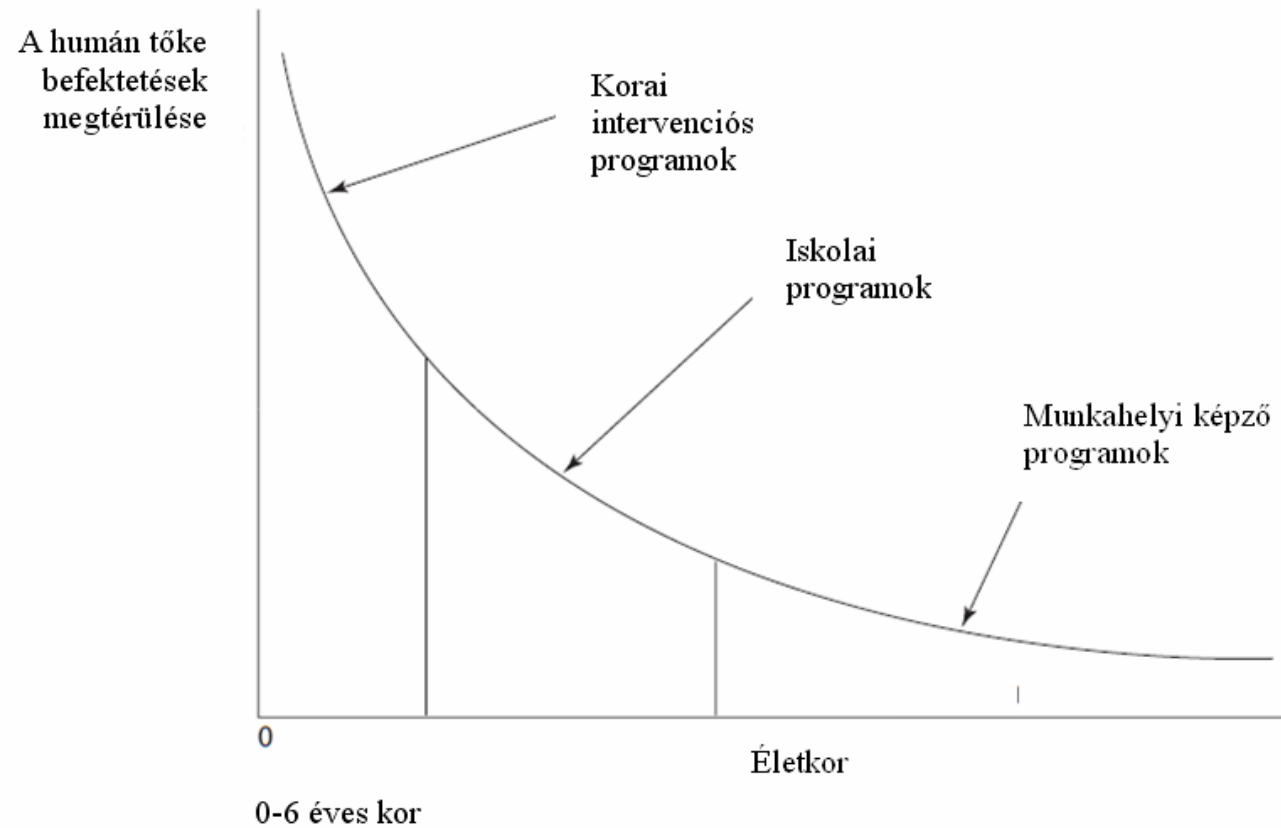 A humán tőke
befektetések
megtérülése
Korai
intervenciós
programok
Iskolai
programok
Munkahelyi képző
programok
0
Életkor
0-6 éves kor